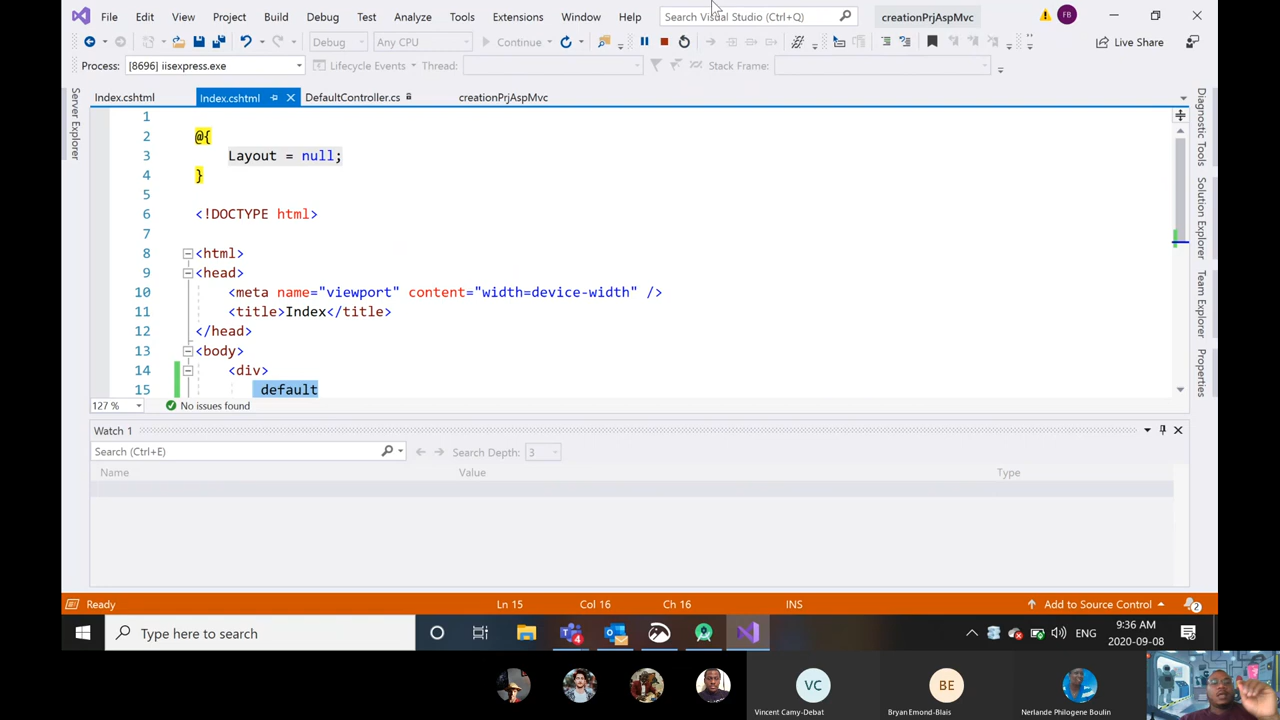 File Edit View Project Build Debug Test Analyze Tools Extensions Window Help Search Visual Studio (Ctrl+Q) creationPrjAspMvc FB
Debug Any CPU Continue Live Share
Process: [8696] iisexpress.exe Lifecycle Events Thread: Stack Frame:
Server Explorer
Index.cshtml Index.cshtml DefaultController.cs creationPrjAspMvc
1
2 @{
3 Layout = null;
4 }
5
6 <!DOCTYPE html>
7
8 <html>
9 <head>
10 <meta name="viewport" content="width=device-width" />
11 <title>Index</title>
12 </head>
13 <body>
14 <div>
15 default
Diagnostic Tools
Solution Explorer
Team Explorer
Properties
127 % No issues found
Watch 1
Search (Ctrl+E) Search Depth: 3
Name Value Type
Ready Ln 15 Col 16 Ch 16 INS Add to Source Control 2
Type here to search 4 ENG 9:36 AM
2020-09-08
VC BE
Vincent Camy-Debat Bryan Emond-Blais Nerlande Philogene Boulin